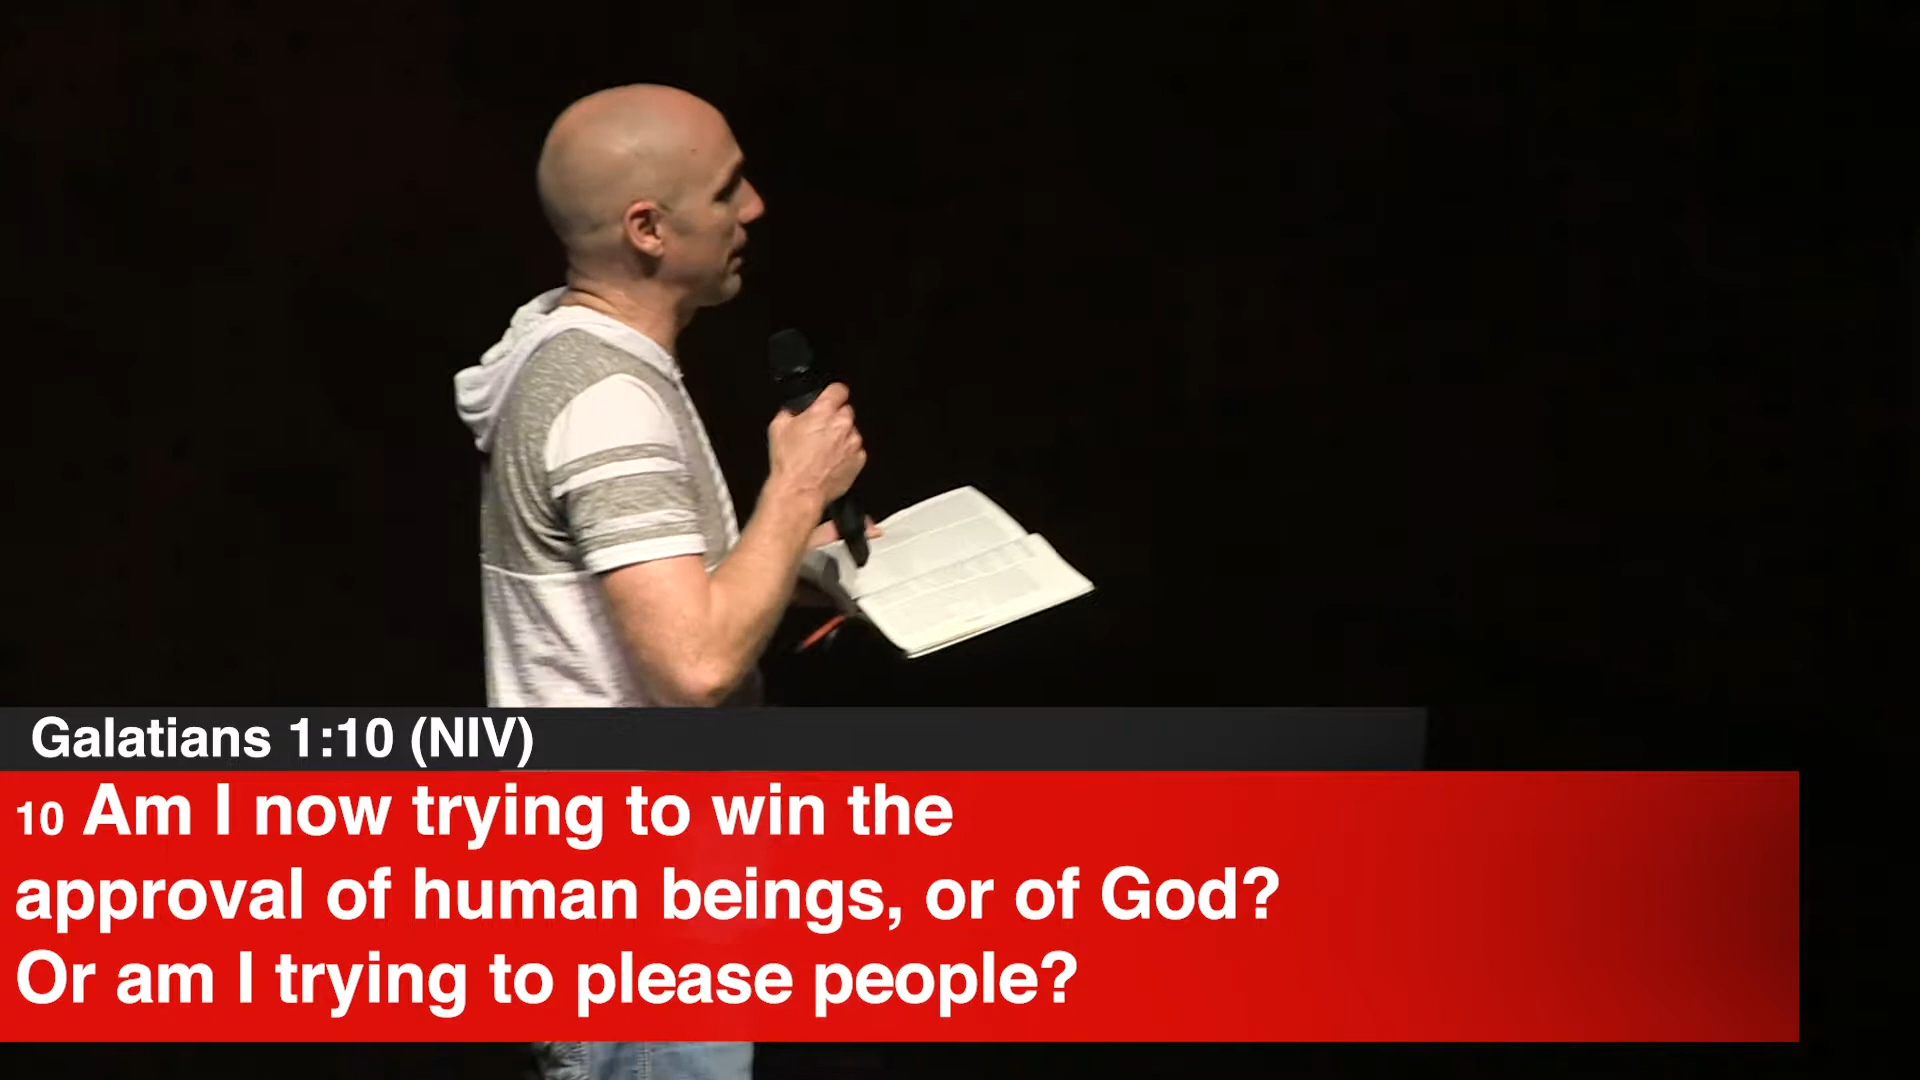 Galatians 1:10 (NIV)
10 Am I now trying to win the
approval of human beings, or of God?
Or am I trying to please people?